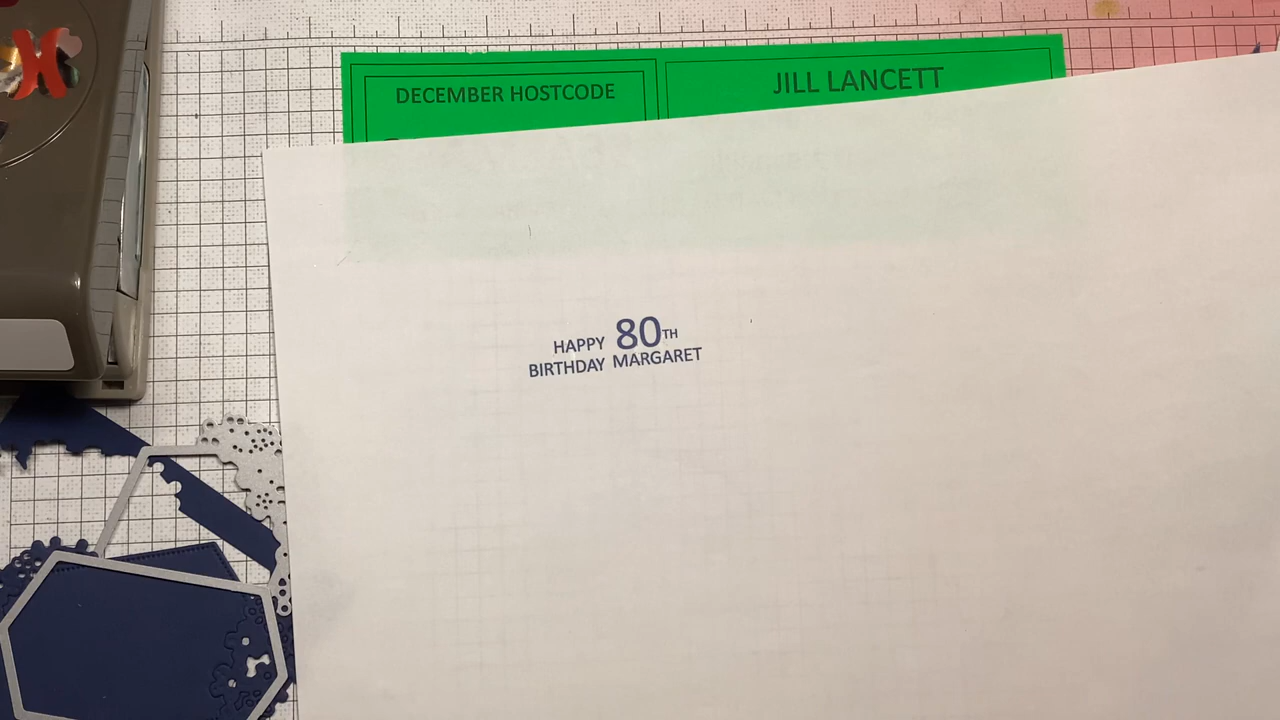 DECEMBER HOSTCODE
JILL LANCETT
HAPPY 80TH
BIRTHDAY MARGARET